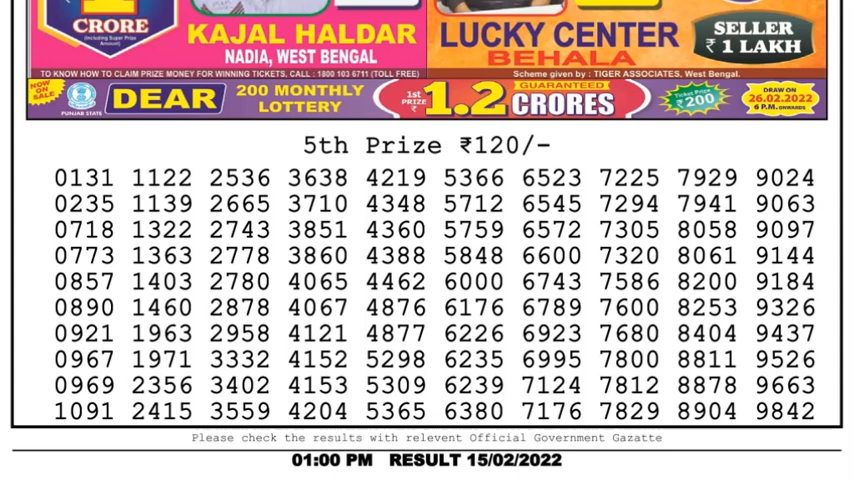 1
CRORE
(Including Super Prize Amount)
KAJAL HALDAR
NADIA, WEST BENGAL
LUCKY CENTER
BEHALA
SELLER
₹ 1 LAKH
TO KNOW HOW TO CLAIM PRIZE MONEY FOR WINNING TICKETS, CALL : 1800 103 6711 (TOLL FREE)
Scheme given by : TIGER ASSOCIATES, West Bengal.
NOW ON SALE
PUNJAB STATE
DEAR
200 MONTHLY
LOTTERY
1st PRIZE ₹
1.2
GUARANTEED
CRORES
Ticket Price
₹200
DRAW ON
26.02.2022
6 P.M. ONWARDS
5th Prize ₹120/-
0131 1122 2536 3638 4219 5366 6523 7225 7929 9024
0235 1139 2665 3710 4348 5712 6545 7294 7941 9063
0718 1322 2743 3851 4360 5759 6572 7305 8058 9097
0773 1363 2778 3860 4388 5848 6600 7320 8061 9144
0857 1403 2780 4065 4462 6000 6743 7586 8200 9184
0890 1460 2878 4067 4876 6176 6789 7600 8253 9326
0921 1963 2958 4121 4877 6226 6923 7680 8404 9437
0967 1971 3332 4152 5298 6235 6995 7800 8811 9526
0969 2356 3402 4153 5309 6239 7124 7812 8878 9663
1091 2415 3559 4204 5365 6380 7176 7829 8904 9842
Please check the results with relevent Official Government Gazatte
01:00 PM RESULT 15/02/2022